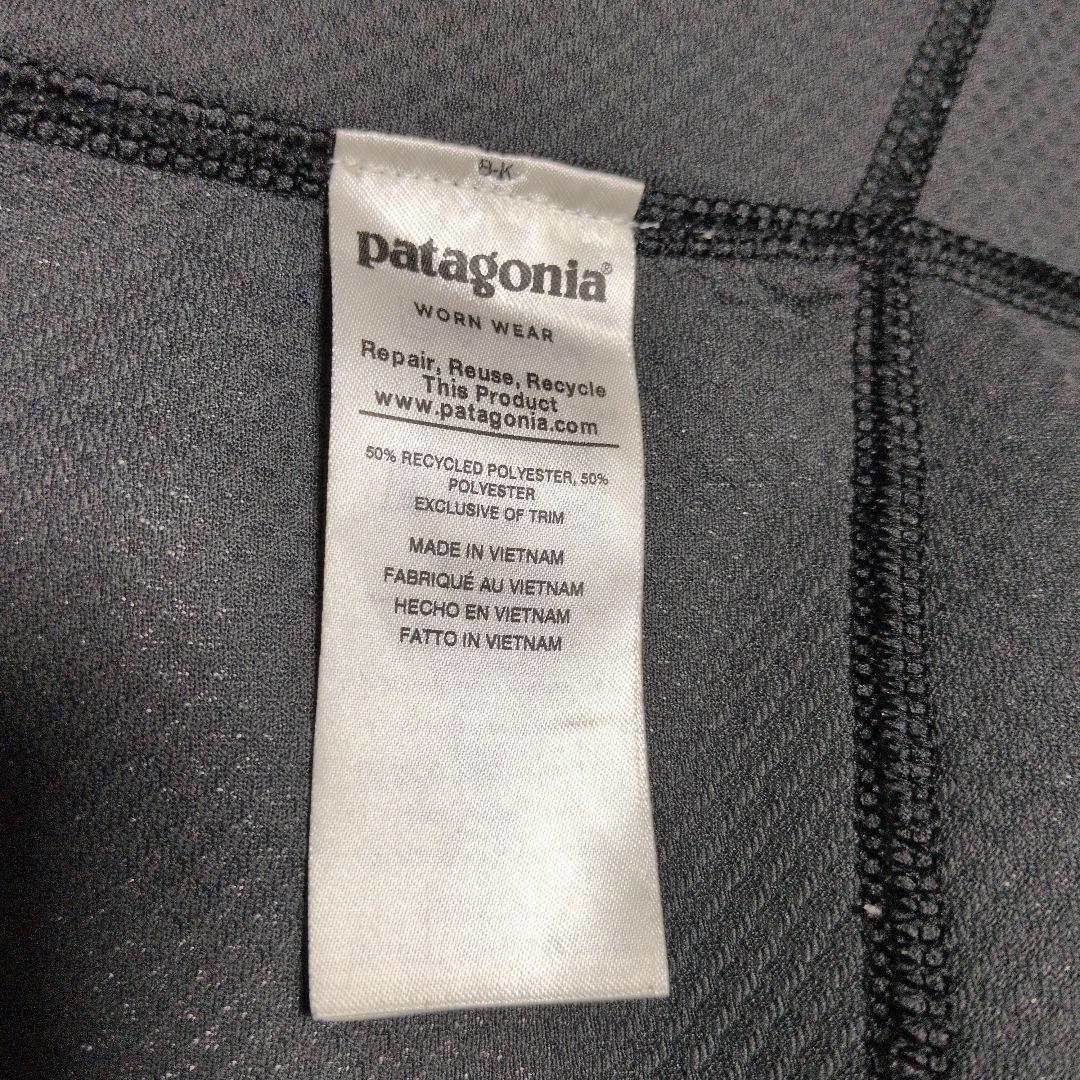 8-K
patagonia®
WORN WEAR
Repair, Reuse, Recycle
This Product
www.patagonia.com
50% RECYCLED POLYESTER, 50%
POLYESTER
EXCLUSIVE OF TRIM
MADE IN VIETNAM
FABRIQUÉ AU VIETNAM
HECHO EN VIETNAM
FATTO IN VIETNAM